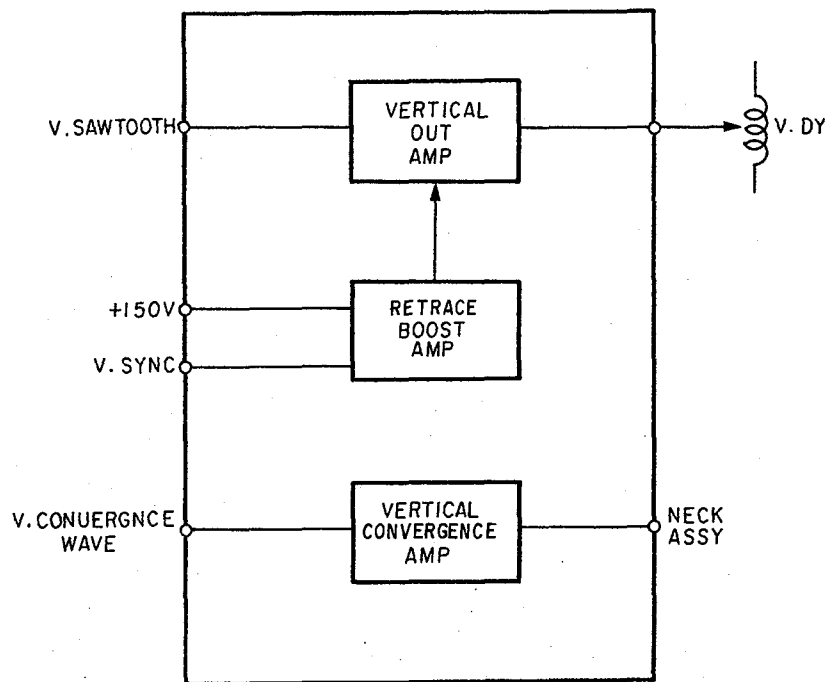 V.SAWTOOTH
VERTICAL
OUT
AMP
V. DY
+150V
V. SYNC
RETRACE
BOOST
AMP
V.CONUERGNCE
WAVE
VERTICAL
CONVERGENCE
AMP
NECK
ASSY